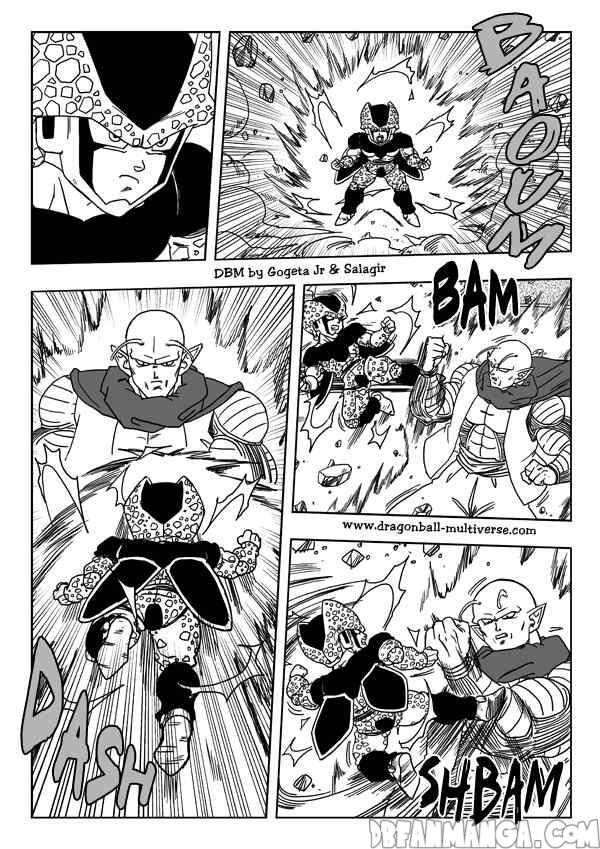 BAOUM
DBM by Gogeta Jr & Salagir
BAM
www.dragonball-multiverse.com
DASH
SHBAM
DBFANMANGA.COM